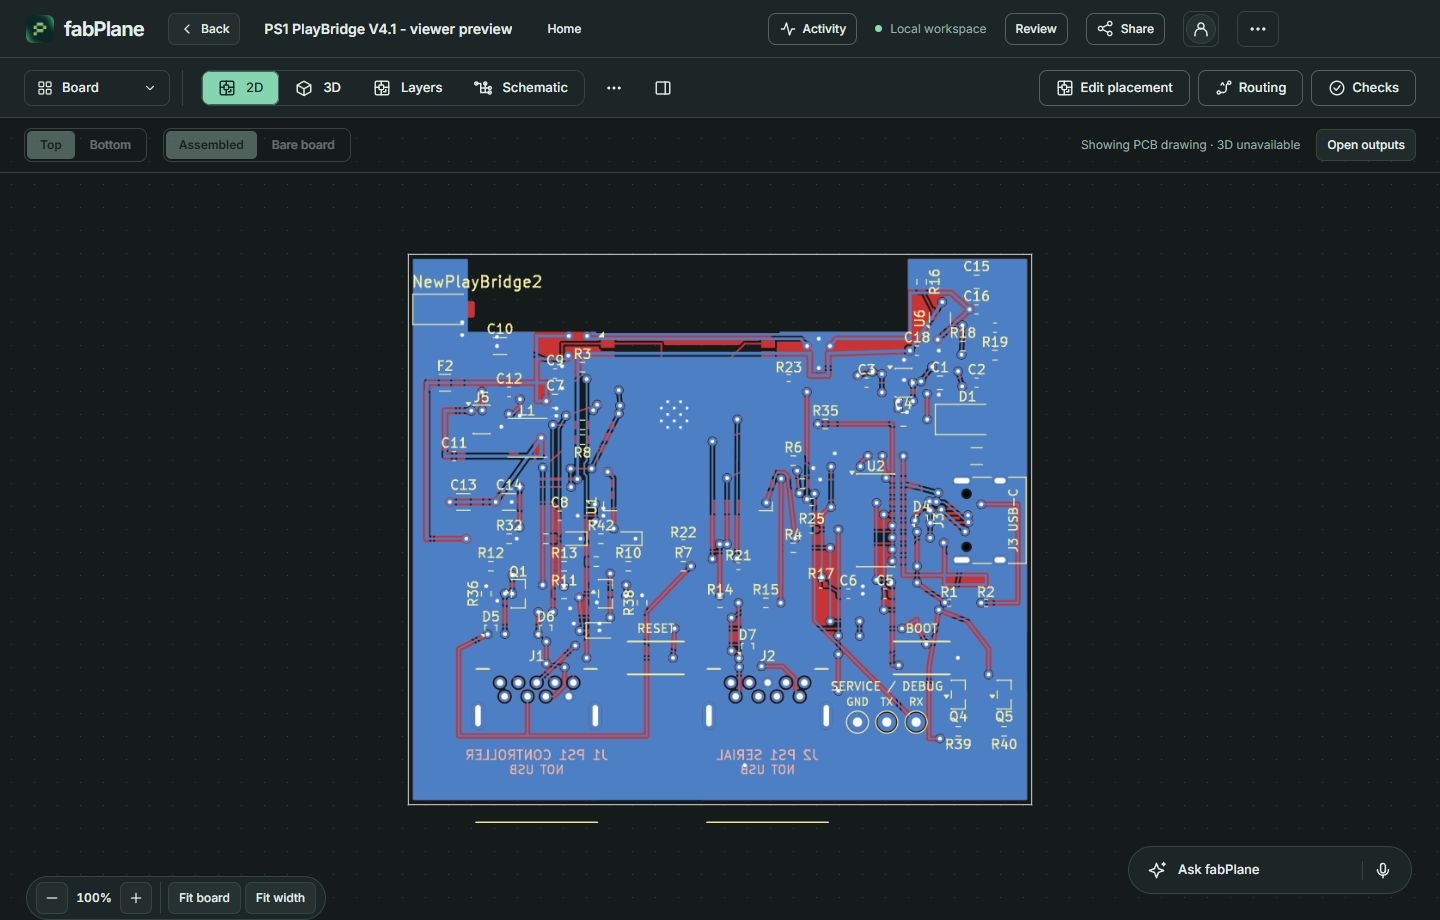 fabPlane
Back
PS1 PlayBridge V4.1 - viewer preview
Home
Activity
Local workspace
Review
Share
Board
2D
3D
Layers
Schematic
Edit placement
Routing
Checks
Top
Bottom
Assembled
Bare board
Showing PCB drawing · 3D unavailable
Open outputs
NewPlayBridge2
C15
R16
C16
U6
C10
C18
R18
R19
C9
R3
F2
R23
C3
C1
C2
C12
C7
J5
L1
C4
D1
R35
C11
R8
R6
U2
C13
C14
C8
U1
D4
J3
J3 USB-C
R32
R42
R25
R22
R4
R12
R13
R10
R7
R21
Q1
R11
R17
C6
C5
R36
R38
R14
R15
R1
R2
D5
D6
RESET
D7
BOOT
J1
J2
SERVICE / DEBUG
GND
TX
RX
Q4
Q5
R39
R40
J1 PS1 CONTROLLER
NOT USB
J2 PS1 SERIAL
NOT USB
100%
Fit board
Fit width
Ask fabPlane